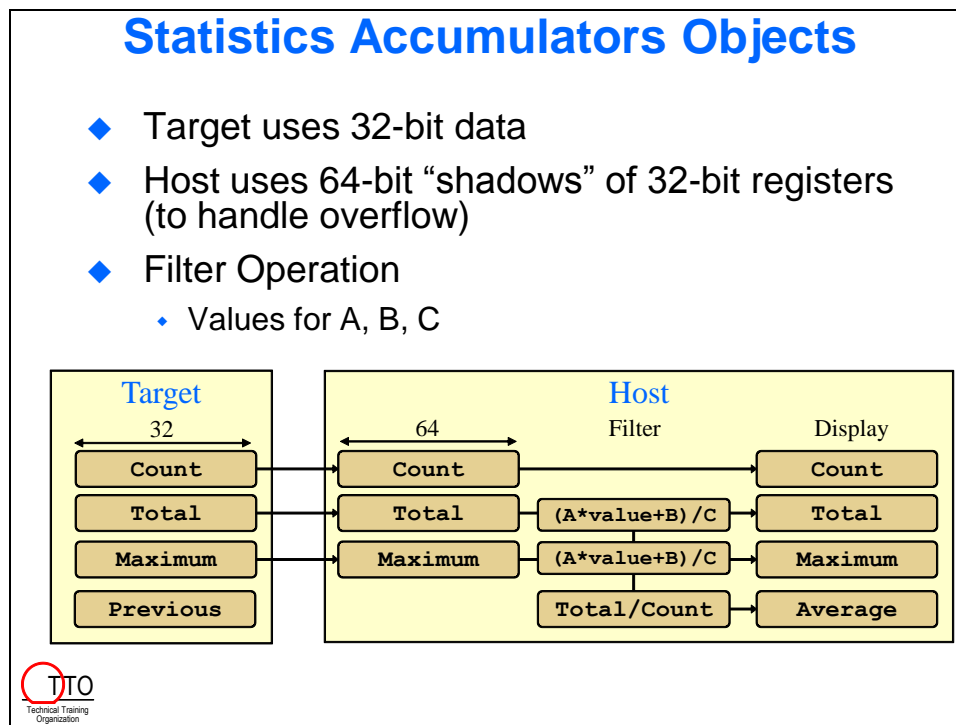 Statistics Accumulators Objects
Target uses 32-bit data
Host uses 64-bit “shadows” of 32-bit registers
(to handle overflow)
Filter Operation
Values for A, B, C
Target
Host
32
64
Filter
Display
Count
Count
Count
Total
Total
(A*value+B)/C
Total
Maximum
Maximum
(A*value+B)/C
Maximum
Previous
Total/Count
Average
TTO
Technical Training
Organization